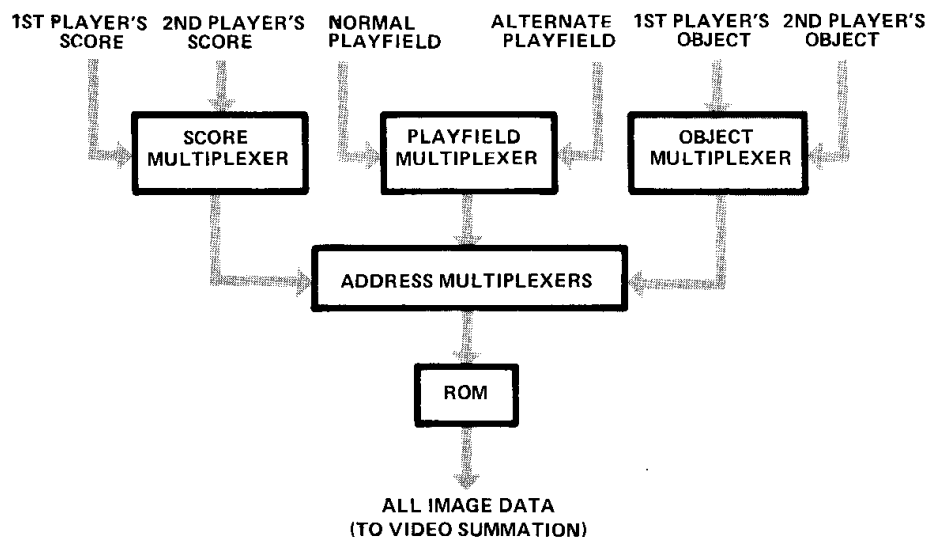 1ST PLAYER'S
SCORE
2ND PLAYER'S
SCORE
NORMAL
PLAYFIELD
ALTERNATE
PLAYFIELD
1ST PLAYER'S
OBJECT
2ND PLAYER'S
OBJECT
SCORE
MULTIPLEXER
PLAYFIELD
MULTIPLEXER
OBJECT
MULTIPLEXER
ADDRESS MULTIPLEXERS
ROM
ALL IMAGE DATA
(TO VIDEO SUMMATION)